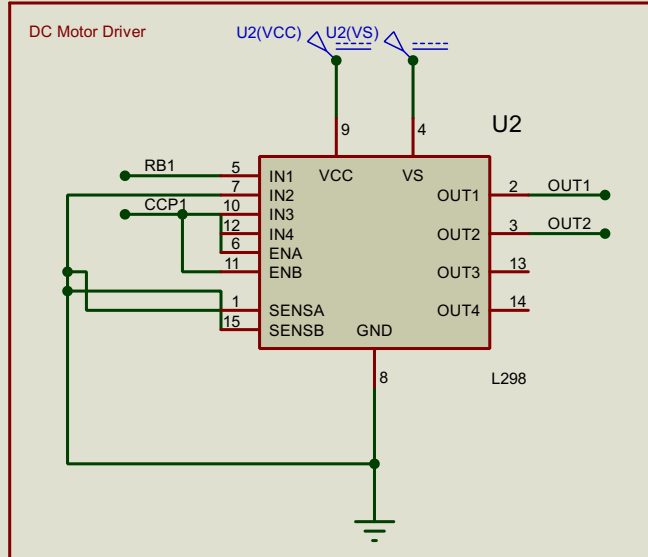 DC Motor Driver
U2(VCC)
U2(VS)
9
4
U2
RB1
5
IN1
VCC
VS
7
IN2
OUT1
2
OUT1
CCP1
10
IN3
12
IN4
OUT2
3
OUT2
6
ENA
11
ENB
OUT3
13
1
SENSA
OUT4
14
15
SENSB
GND
8
L298